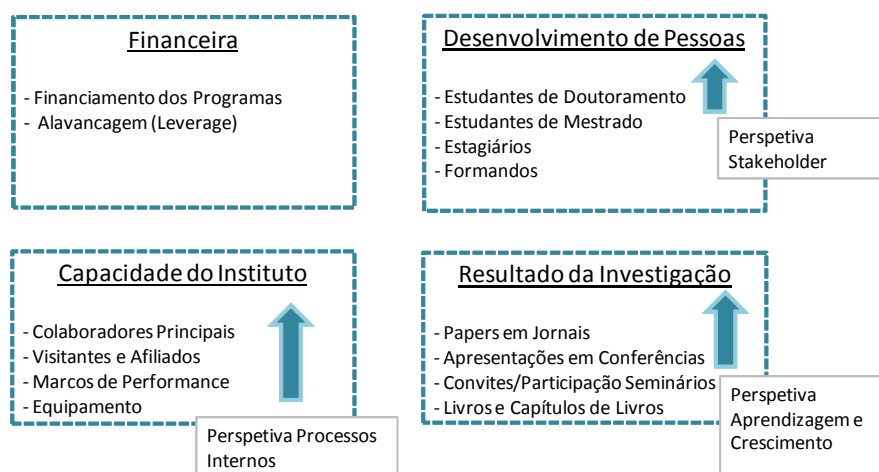 Financeira
- Financiamento dos Programas
- Alavancagem (Leverage)
Desenvolvimento de Pessoas
- Estudantes de Doutoramento
- Estudantes de Mestrado
- Estagiários
- Formandos
Perspetiva
Stakeholder
Capacidade do Instituto
- Colaboradores Principais
- Visitantes e Afiliados
- Marcos de Performance
- Equipamento
Perspetiva Processos
Internos
Resultado da Investigação
- Papers em Jornais
- Apresentações em Conferências
- Convites/Participação Seminários
- Livros e Capítulos de Livros
Perspetiva
Aprendizagem e
Crescimento